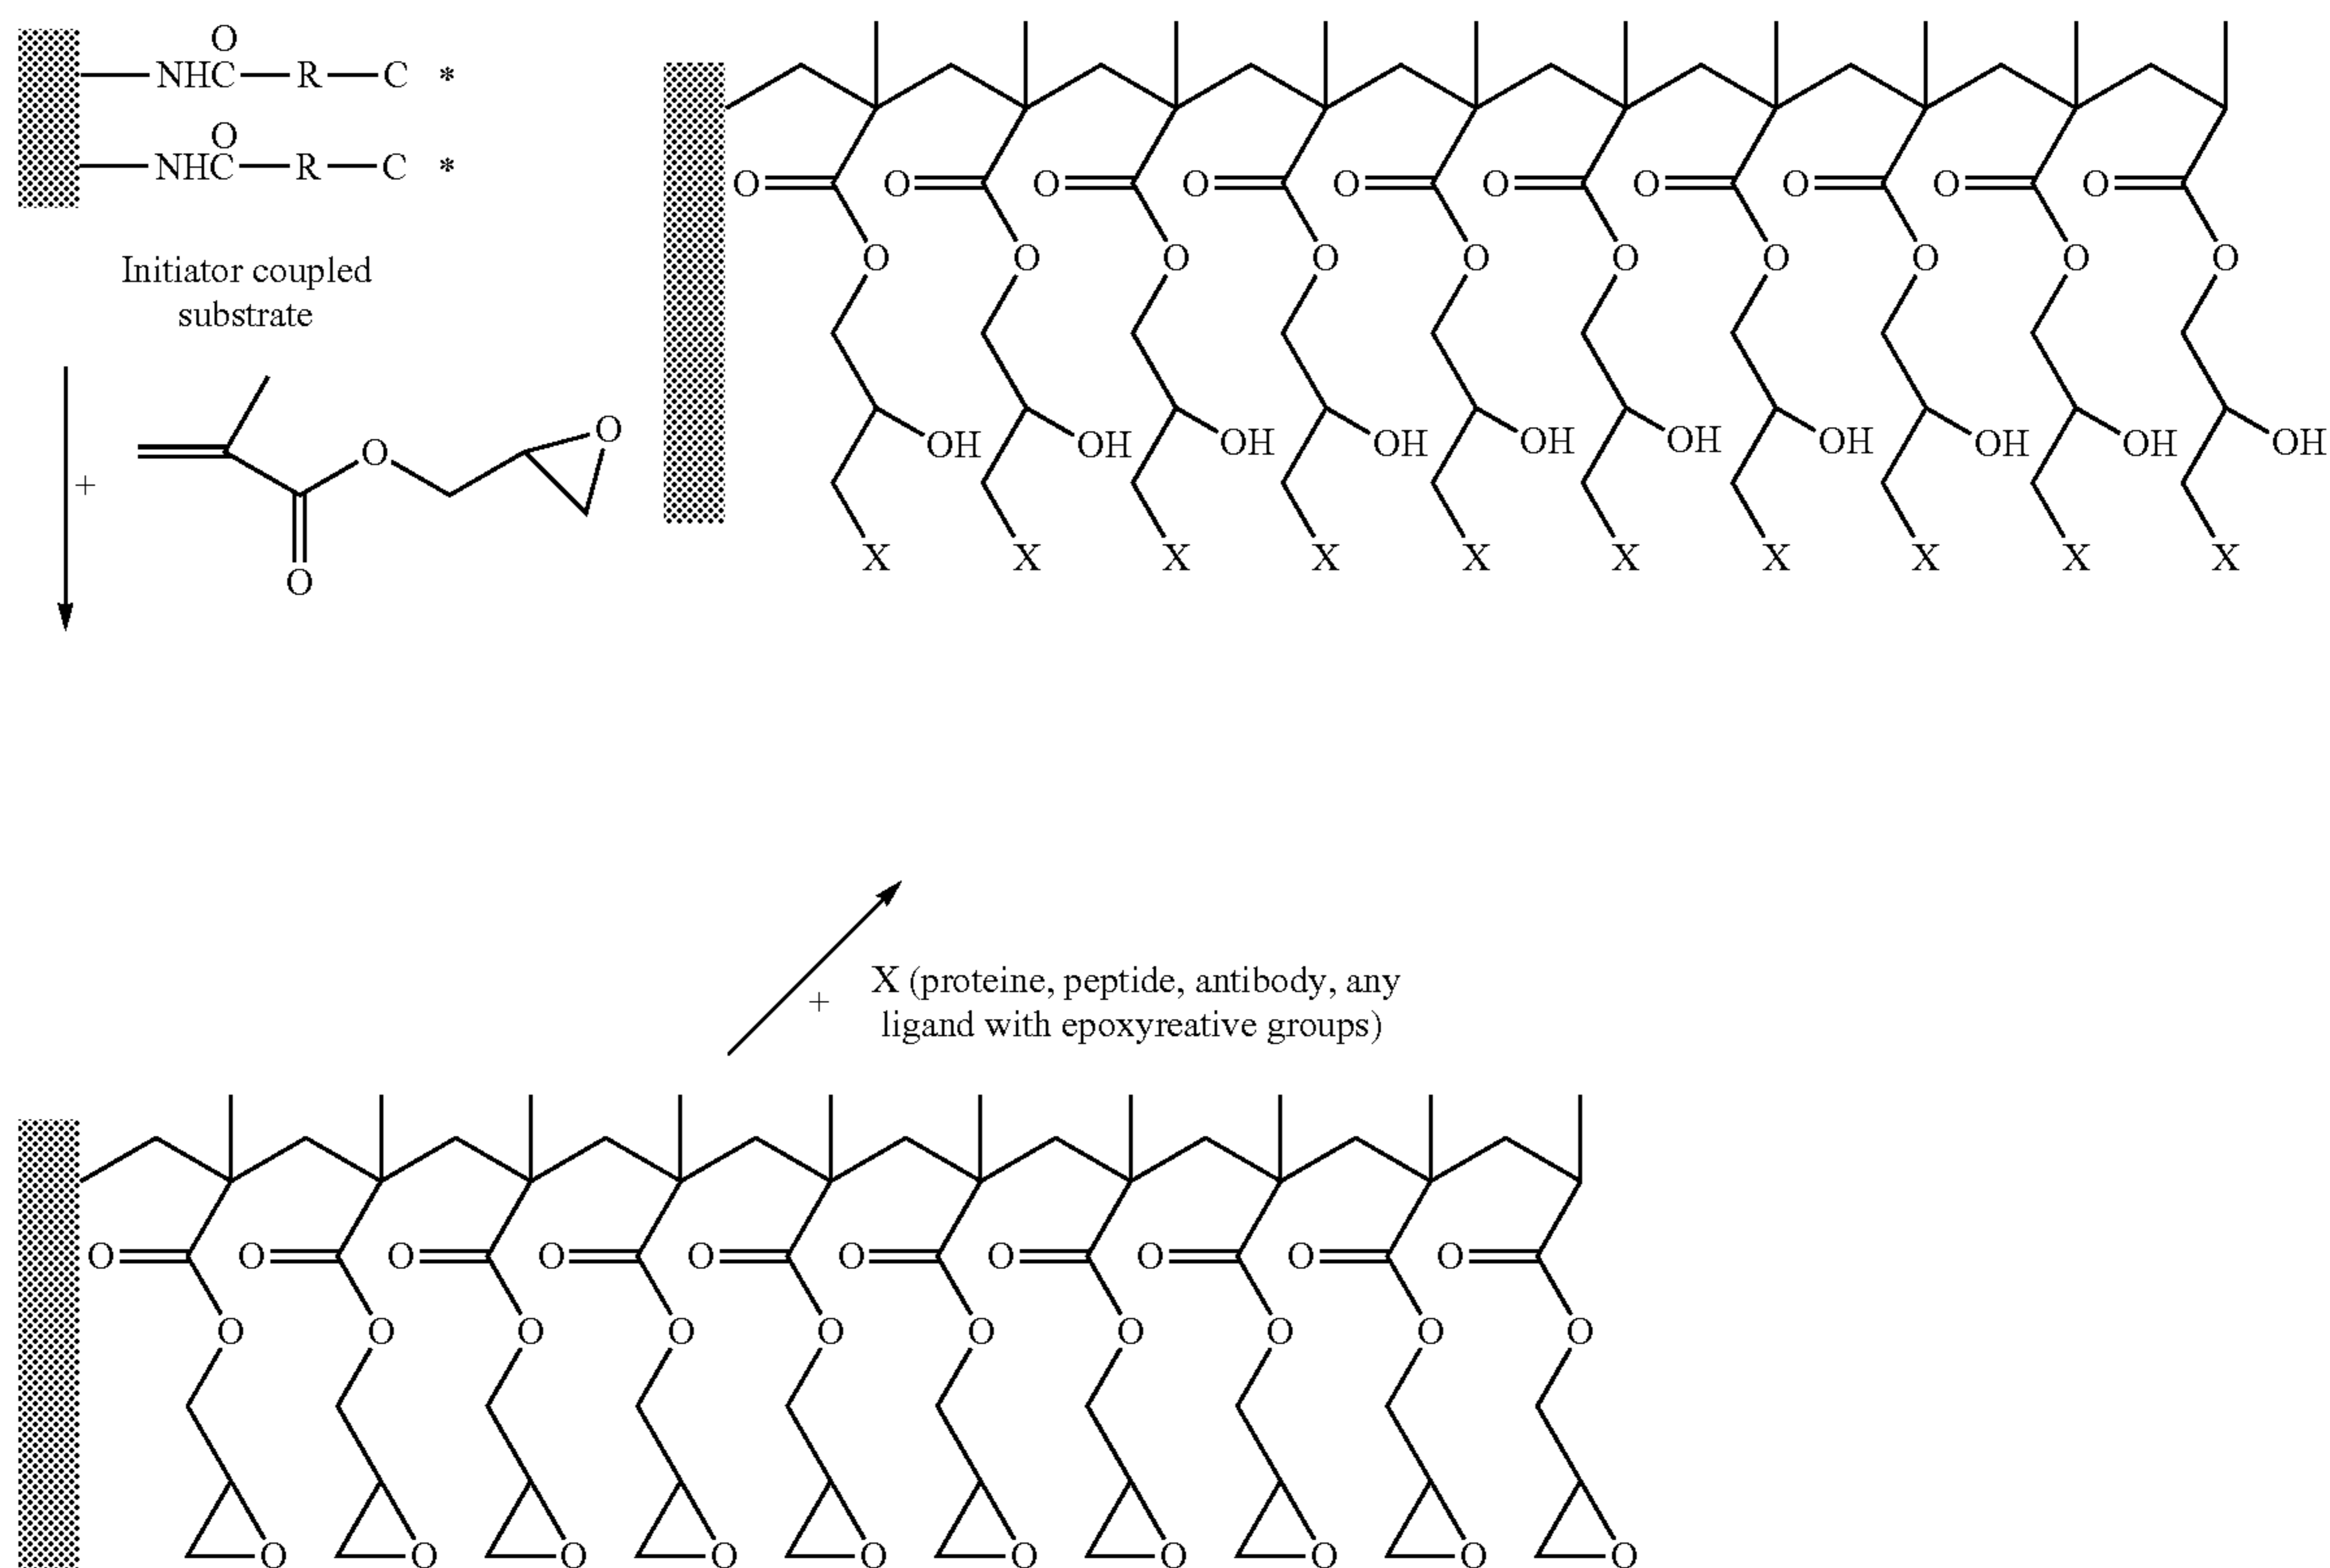 O
NHC R C *
O
NHC R C *
Initiator coupled
substrate
+
O
O
O
O O O O O O O O O O
O O O O O O O O O O
OH OH OH OH OH OH OH OH OH OH
X X X X X X X X X X
+
X (proteine, peptide, antibody, any
ligand with epoxyreative groups)
O O O O O O O O O O
O O O O O O O O O O
O O O O O O O O O O